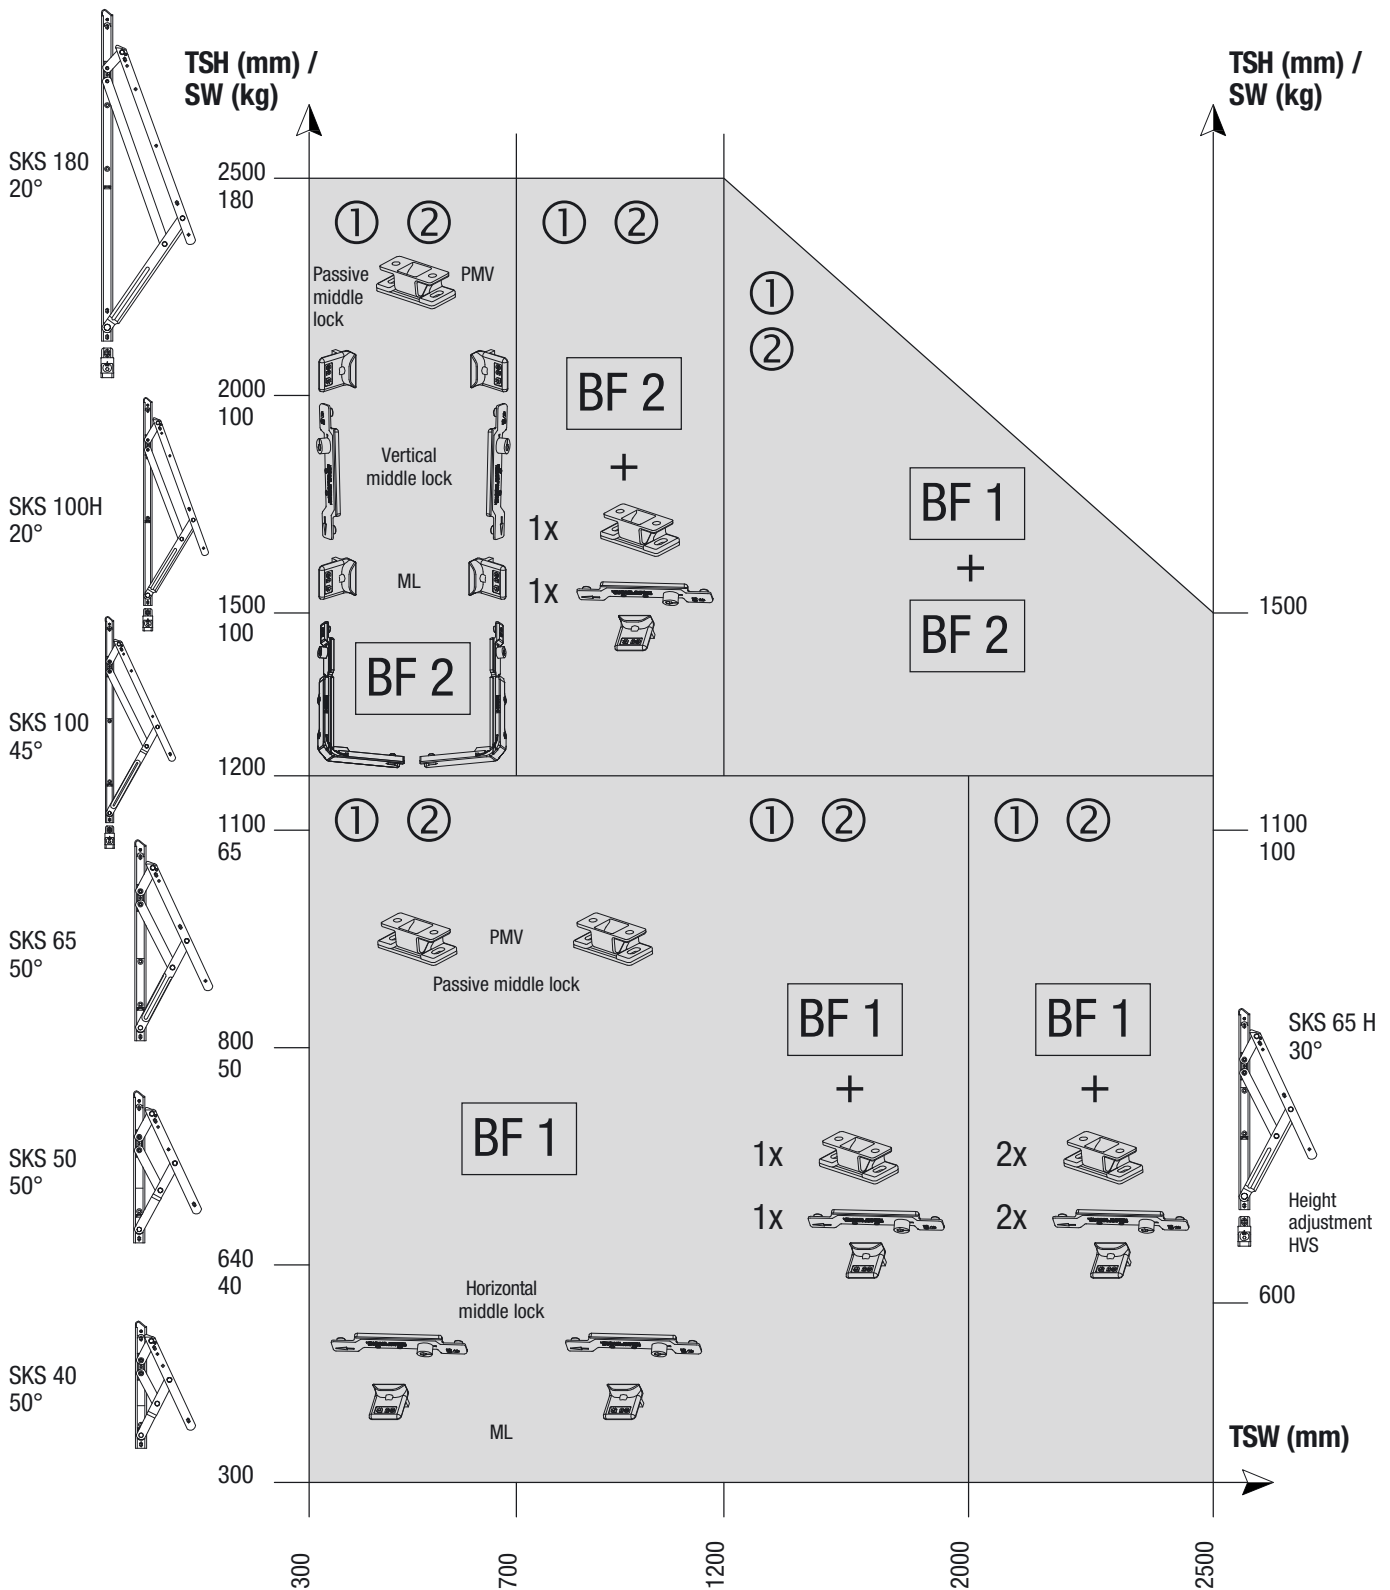 TSH (mm) /
SW (kg)
TSH (mm) /
SW (kg)
SKS 180
20°
2500
180
① ②
① ②
Passive
middle
lock
PMV
①
②
2000
100
BF 2
+
Vertical
middle lock
SKS 100H
20°
BF 1
+
BF 2
1x
1x
ML
1500
100
1500
BF 2
SKS 100
45°
1200
1100
65
① ②
① ②
① ②
1100
100
SKS 65
50°
PMV
Passive middle lock
800
50
BF 1
+
BF 1
+
SKS 65 H
30°
BF 1
1x
1x
2x
2x
SKS 50
50°
Height
adjustment
HVS
640
40
600
Horizontal
middle lock
SKS 40
50°
ML
TSW (mm)
300
300
700
1200
2000
2500